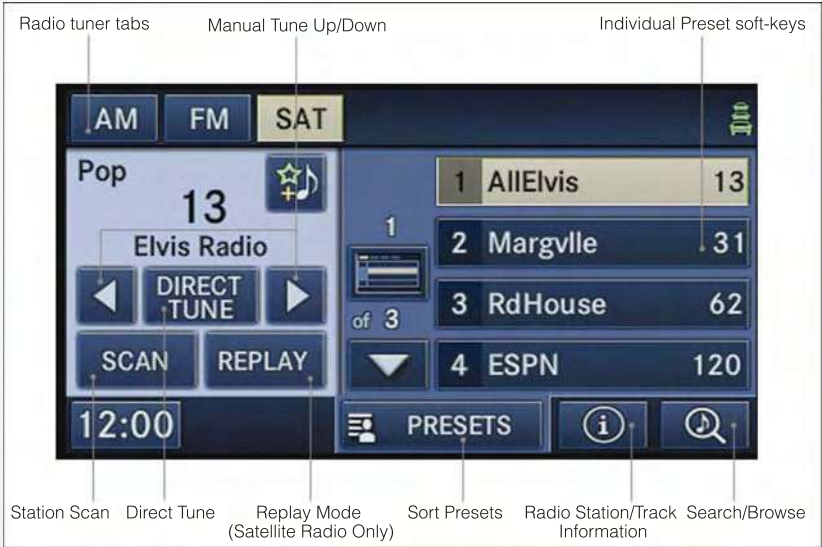 Radio tuner tabs
Manual Tune Up/Down
Individual Preset soft-keys
AM
FM
SAT
Pop
13
Elvis Radio
DIRECT
TUNE
SCAN
REPLAY
12:00
1
of 3
1 AllElvis 13
2 Margvlle 31
3 RdHouse 62
4 ESPN 120
PRESETS
i
Station Scan
Direct Tune
Replay Mode
(Satellite Radio Only)
Sort Presets
Radio Station/Track
Information
Search/Browse